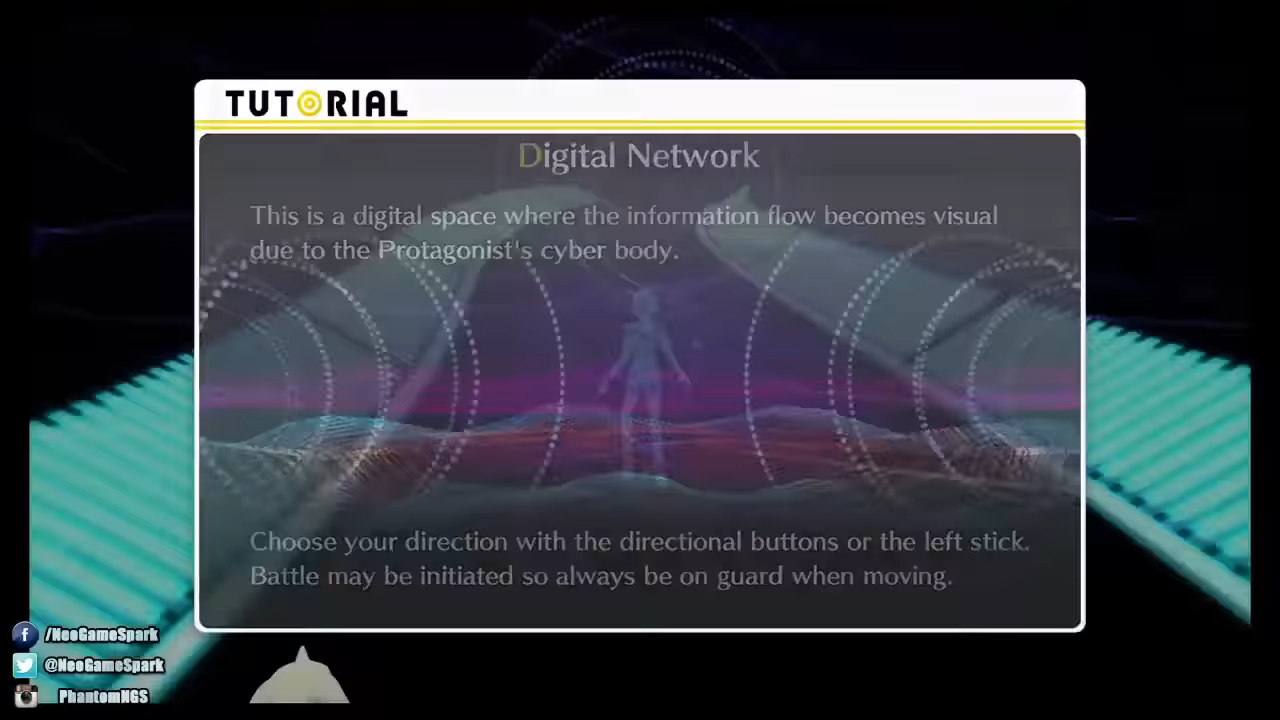 TUTORIAL
Digital Network
This is a digital space where the information flow becomes visual
due to the Protagonist's cyber body.
Choose your direction with the directional buttons or the left stick.
Battle may be initiated so always be on guard when moving.
/NeoGameSpark
@NeoGameSpark
PhantomNGS